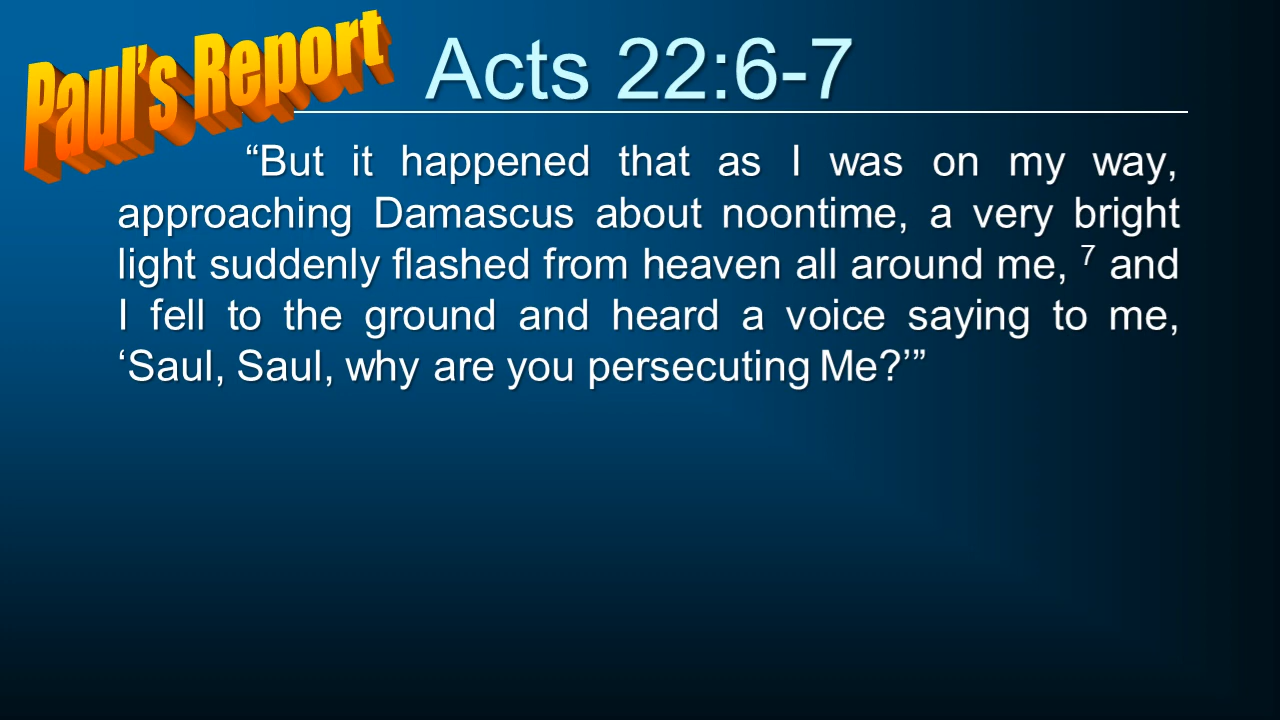 Paul's Report
Acts 22:6-7
“But it happened that as I was on my way,
approaching Damascus about noontime, a very bright
light suddenly flashed from heaven all around me, 7 and
I fell to the ground and heard a voice saying to me,
‘Saul, Saul, why are you persecuting Me?’”